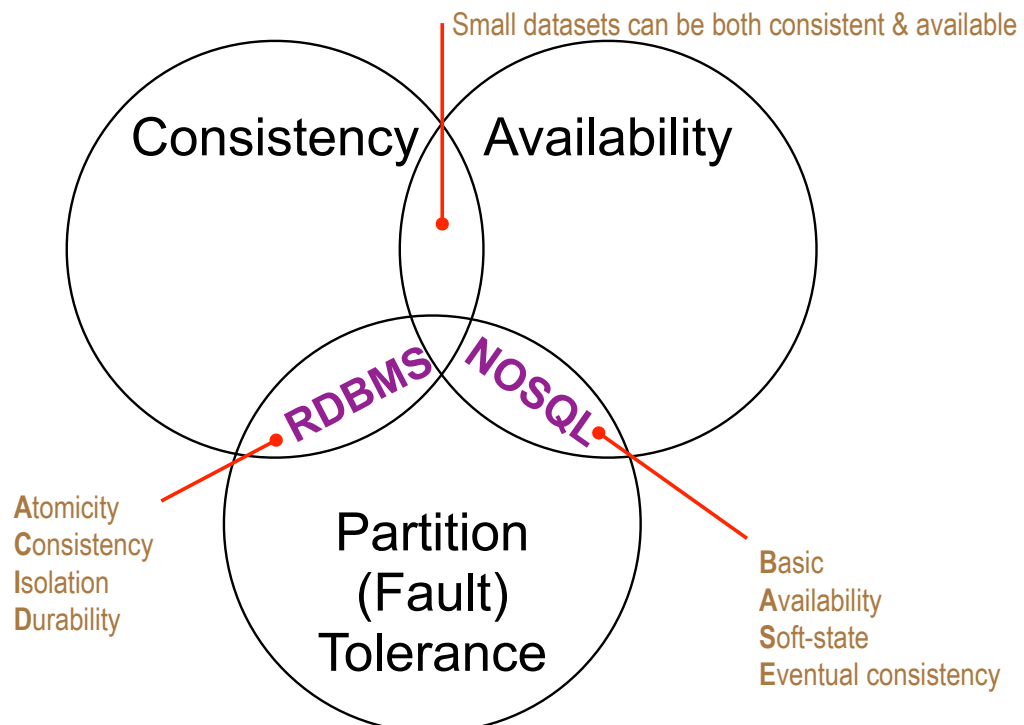 Small datasets can be both consistent & available
Consistency
Availability
RDBMS
NOSQL
Atomicity
Consistency
Isolation
Durability
Partition
(Fault)
Tolerance
Basic
Availability
Soft-state
Eventual consistency